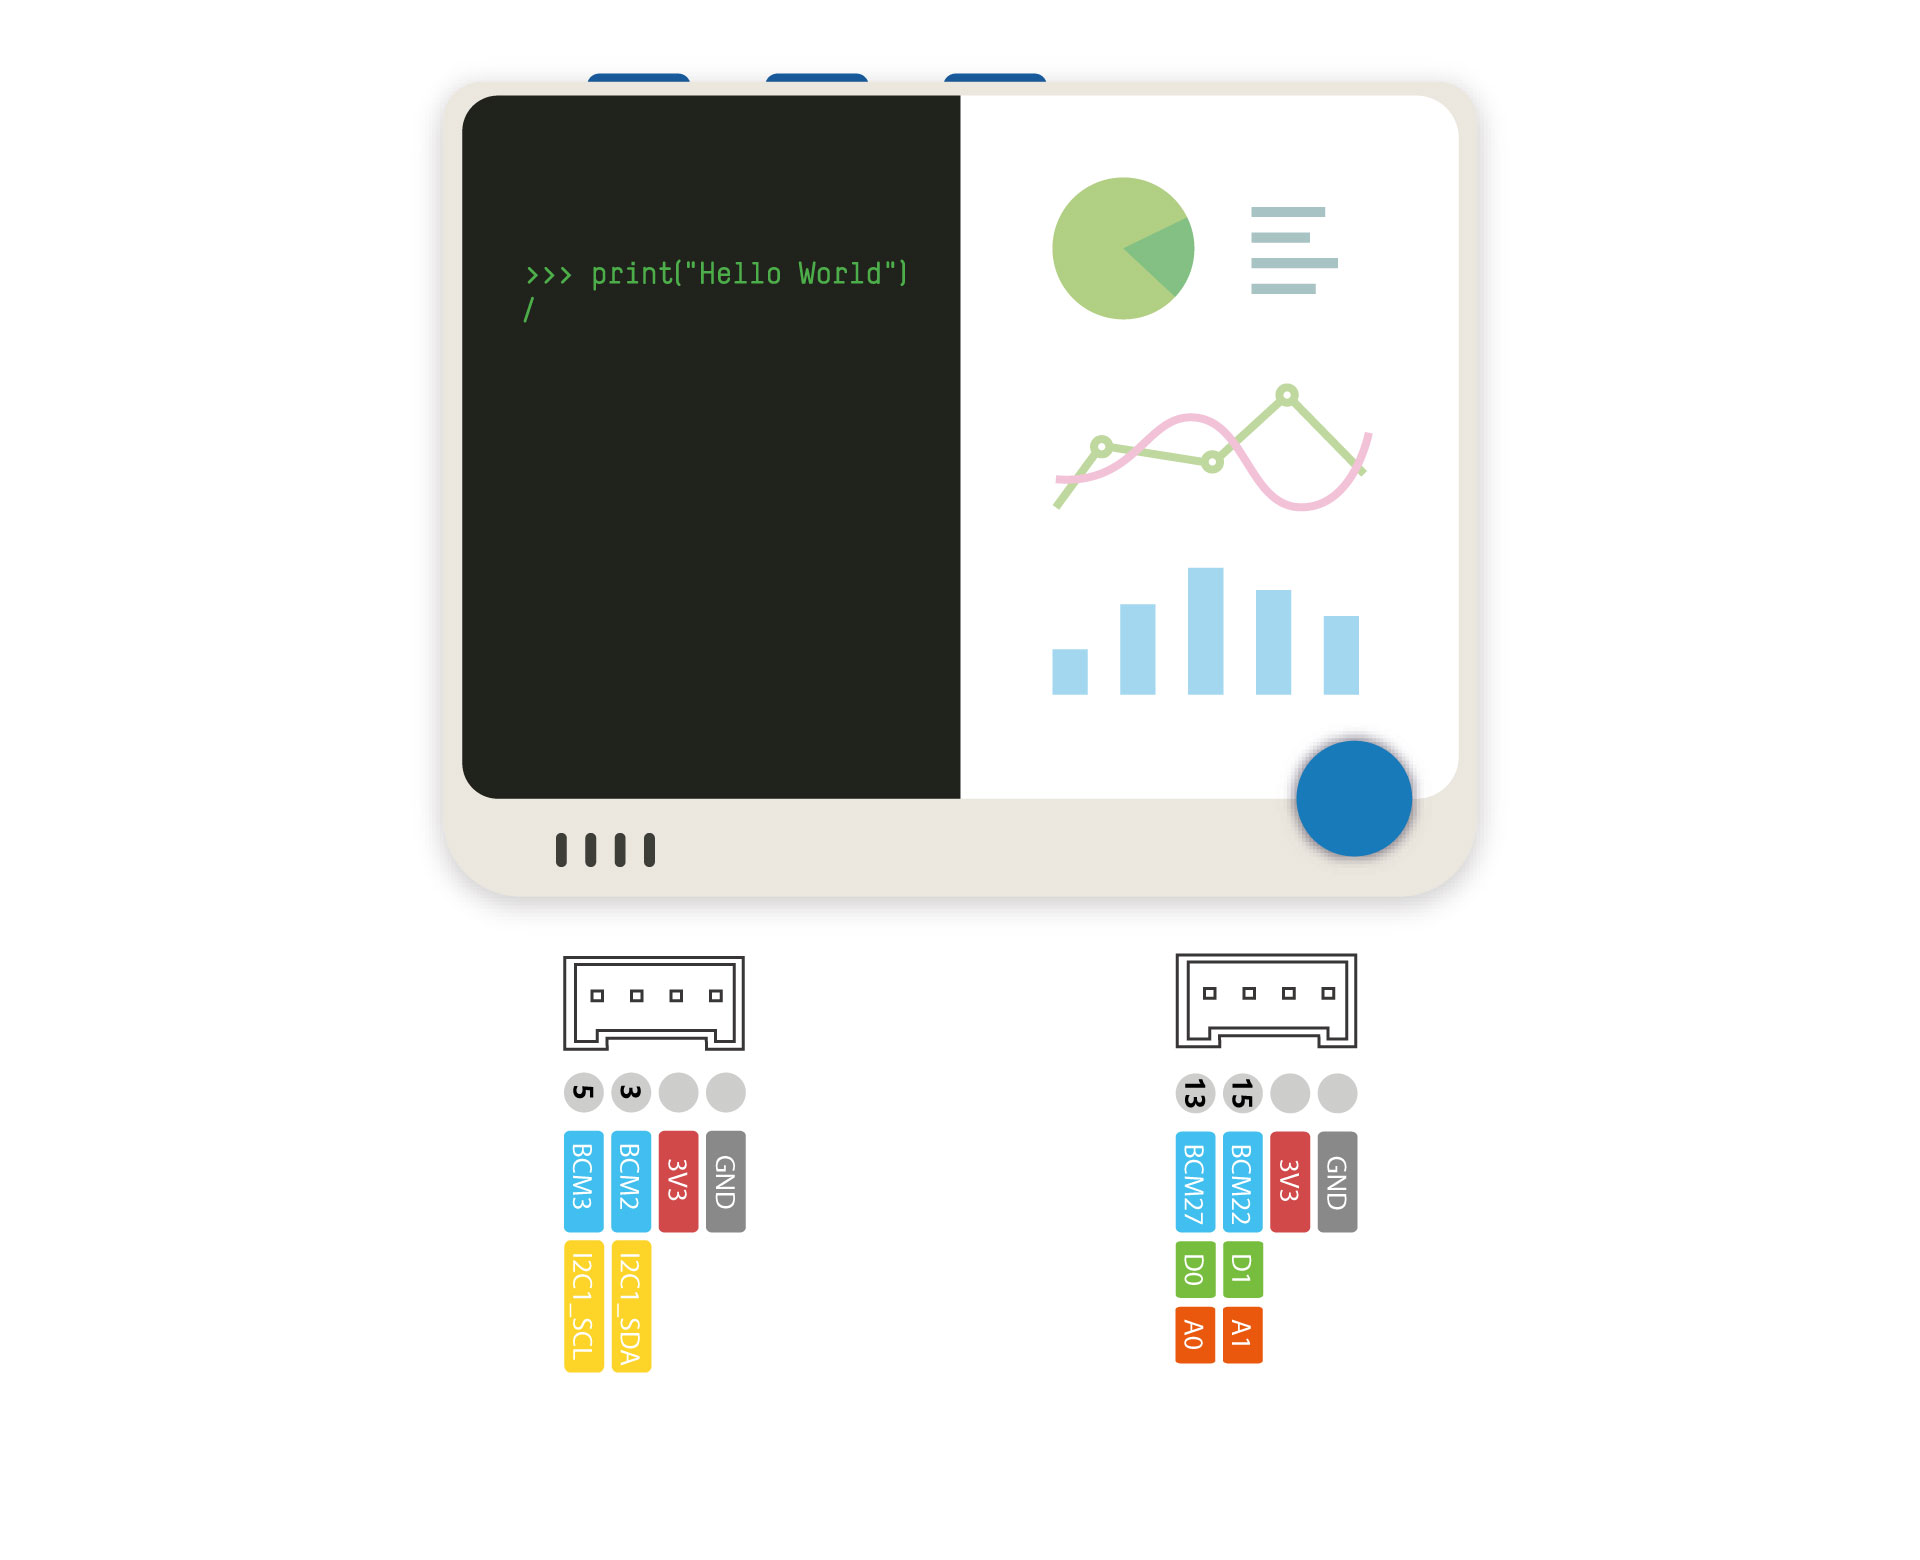 >>> print("Hello World")
/
5 3
BCM3 BCM2 3V3 GND
I2C1_SCL I2C1_SDA
13 15
BCM27 BCM22 3V3 GND
D0 D1
A0 A1